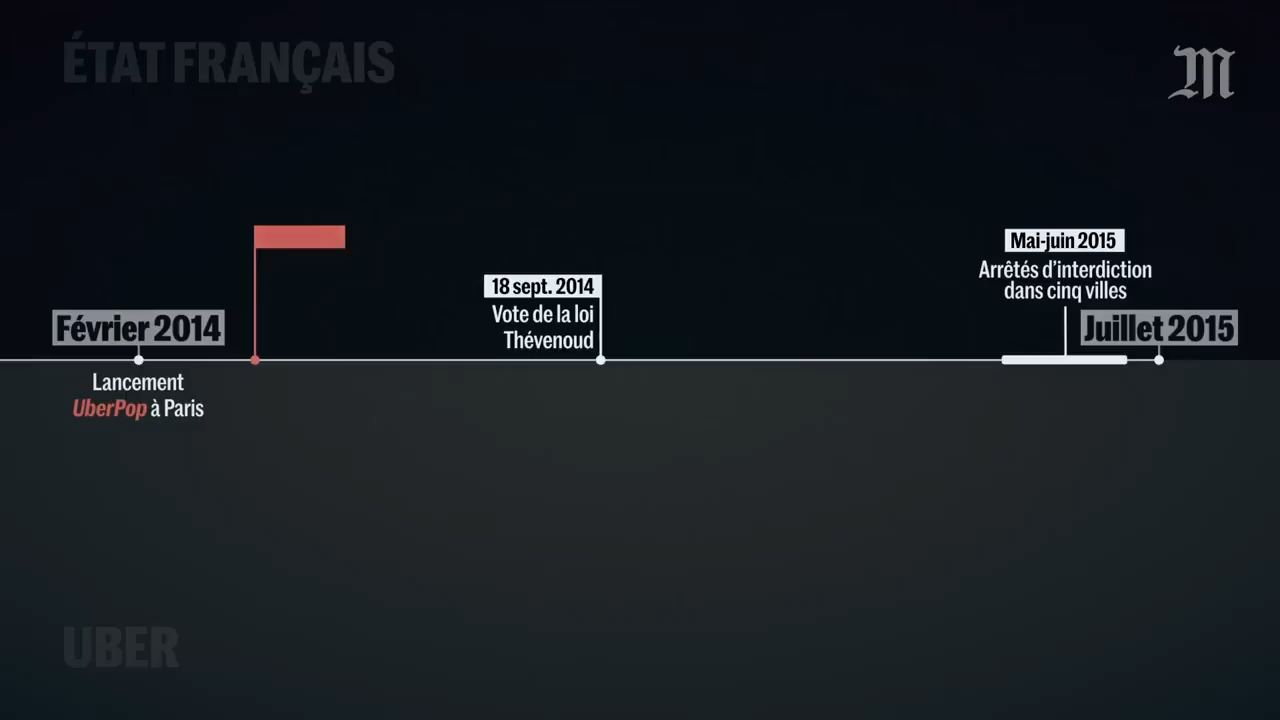 ÉTAT FRANÇAIS
M
Mai-juin 2015
Arrêtés d’interdiction
dans cinq villes
18 sept. 2014
Vote de la loi
Thévenoud
Février 2014
Juillet 2015
Lancement
UberPop à Paris
UBER